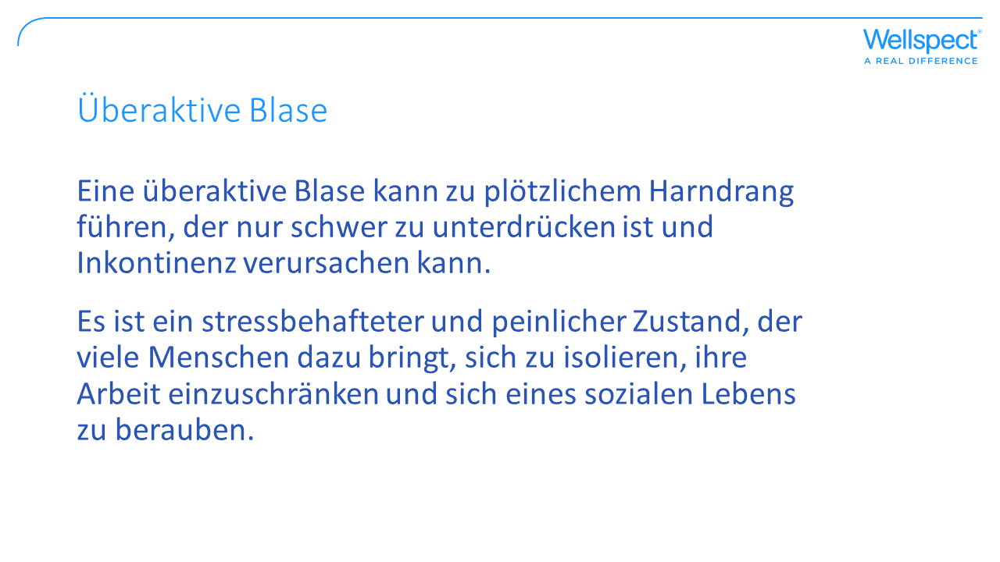 Wellspect®
A REAL DIFFERENCE
Überaktive Blase
Eine überaktive Blase kann zu plötzlichem Harndrang
führen, der nur schwer zu unterdrücken ist und
Inkontinenz verursachen kann.
Es ist ein stressbehafteter und peinlicher Zustand, der
viele Menschen dazu bringt, sich zu isolieren, ihre
Arbeit einzuschränken und sich eines sozialen Lebens
zu berauben.